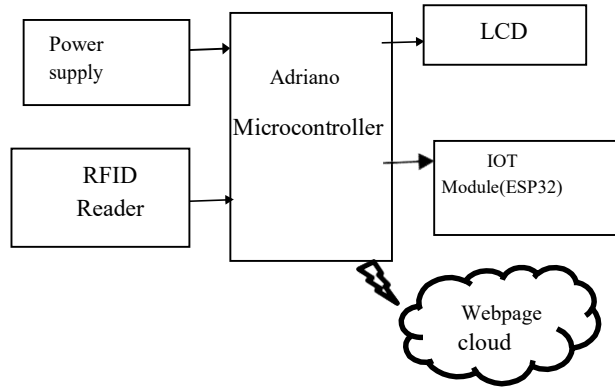 Power
supply
Adriano
Microcontroller
LCD
RFID
Reader
IOT
Module(ESP32)
Webpage
cloud